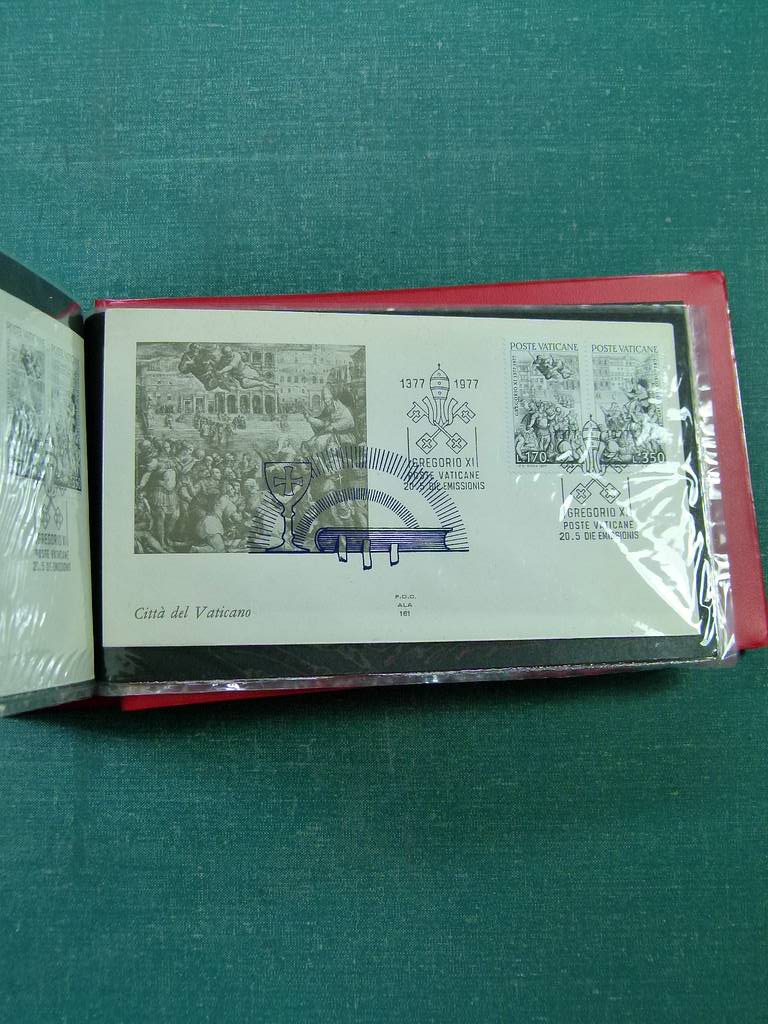 1377 1977
GREGORIO XI
POSTE VATICANE
20.5 DIE EMISSIONIS
POSTE VATICANE POSTE VATICANE
L.170 L.350
GREGORIO XI
POSTE VATICANE
20.5 DIE EMISSIONIS
Città del Vaticano
F.D.C.
ALA
161
GREGORIO XI
POSTE VATICANE
20.5 DIE EMISSIONIS